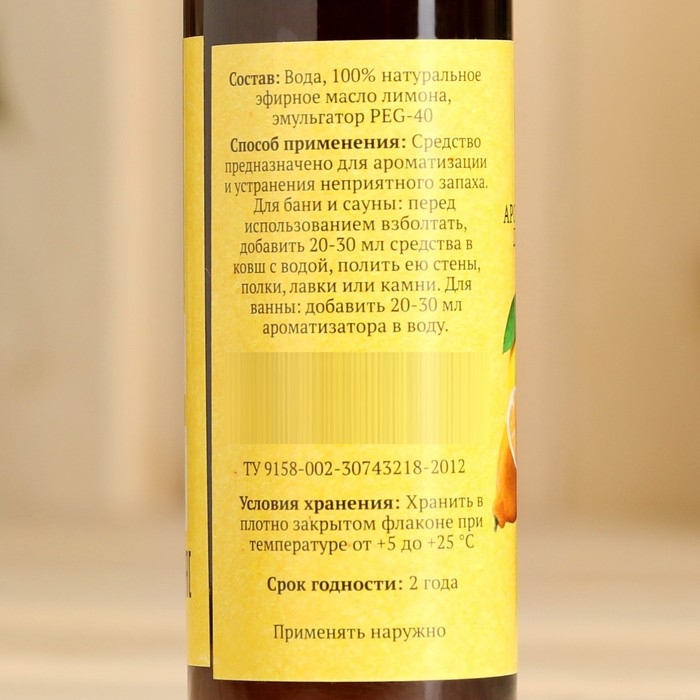 Состав: Вода, 100% натуральное
эфирное масло лимона,
эмульгатор PEG-40
Способ применения: Средство
предназначено для ароматизации
и устранения неприятного запаха.
Для бани и сауны: перед
использованием взболтать,
добавить 20-30 мл средства в
ковш с водой, полить ею стены,
полки, лавки или камни. Для
ванны: добавить 20-30 мл
ароматизатора в воду.
ТУ 9158-002-30743218-2012
Условия хранения: Хранить в
плотно закрытом флаконе при
температуре от +5 до +25 °С
Срок годности: 2 года
Применять наружно